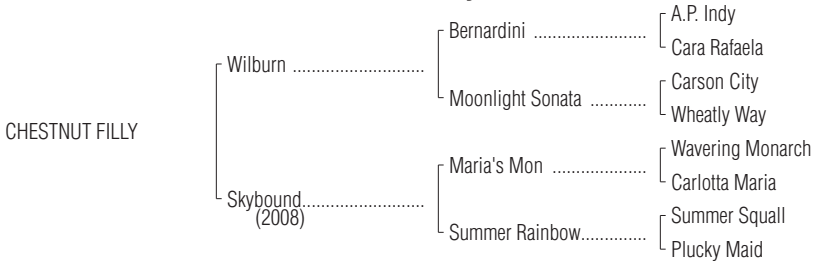 A.P. Indy
Bernardini ........................
Cara Rafaela
Wilburn ............................
Carson City
Moonlight Sonata ............
Wheatly Way
CHESTNUT FILLY
Wavering Monarch
Maria's Mon ....................
Carlotta Maria
Skybound..........................
(2008)
Summer Squall
Summer Rainbow..............
Plucky Maid